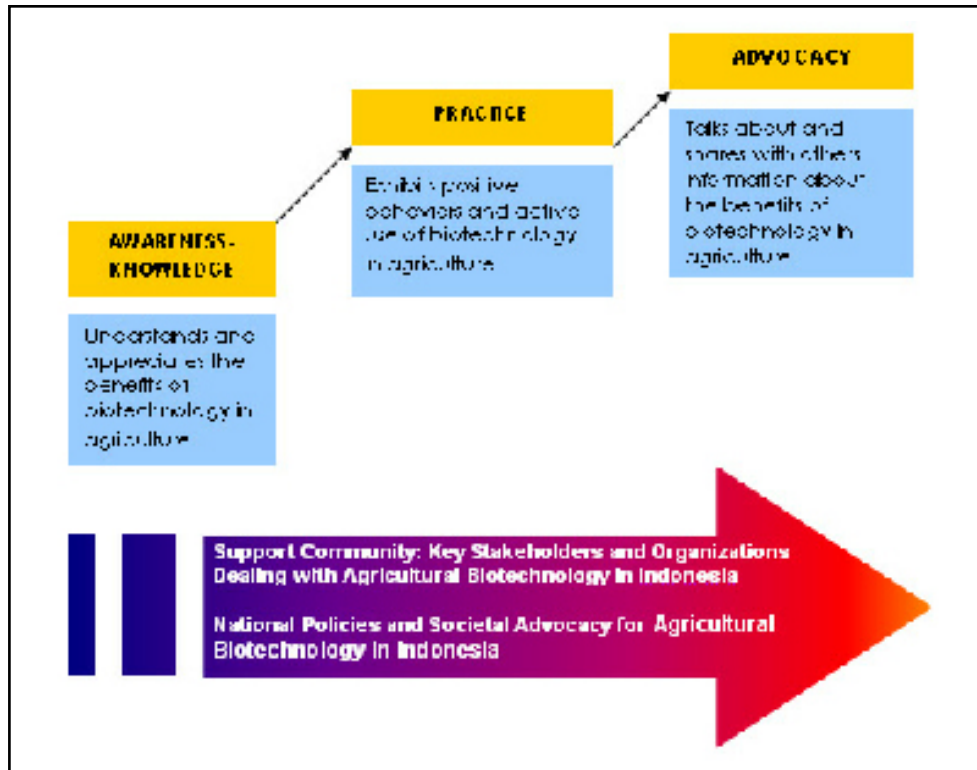 ADVOCACY
Talks about and
shares with others
information about
the benefits of
biotechnology in
agriculture
PRACTICE
Exhibits positive
behaviors and active
use of biotechnology
in agriculture
AWARENESS-
KNOWLEDGE
Understands and
appreciates the
benefits of
biotechnology in
agriculture
Support Community: Key Stakeholders and Organizations
Dealing with Agricultural Biotechnology in Indonesia
National Policies and Societal Advocacy for Agricultural
Biotechnology in Indonesia